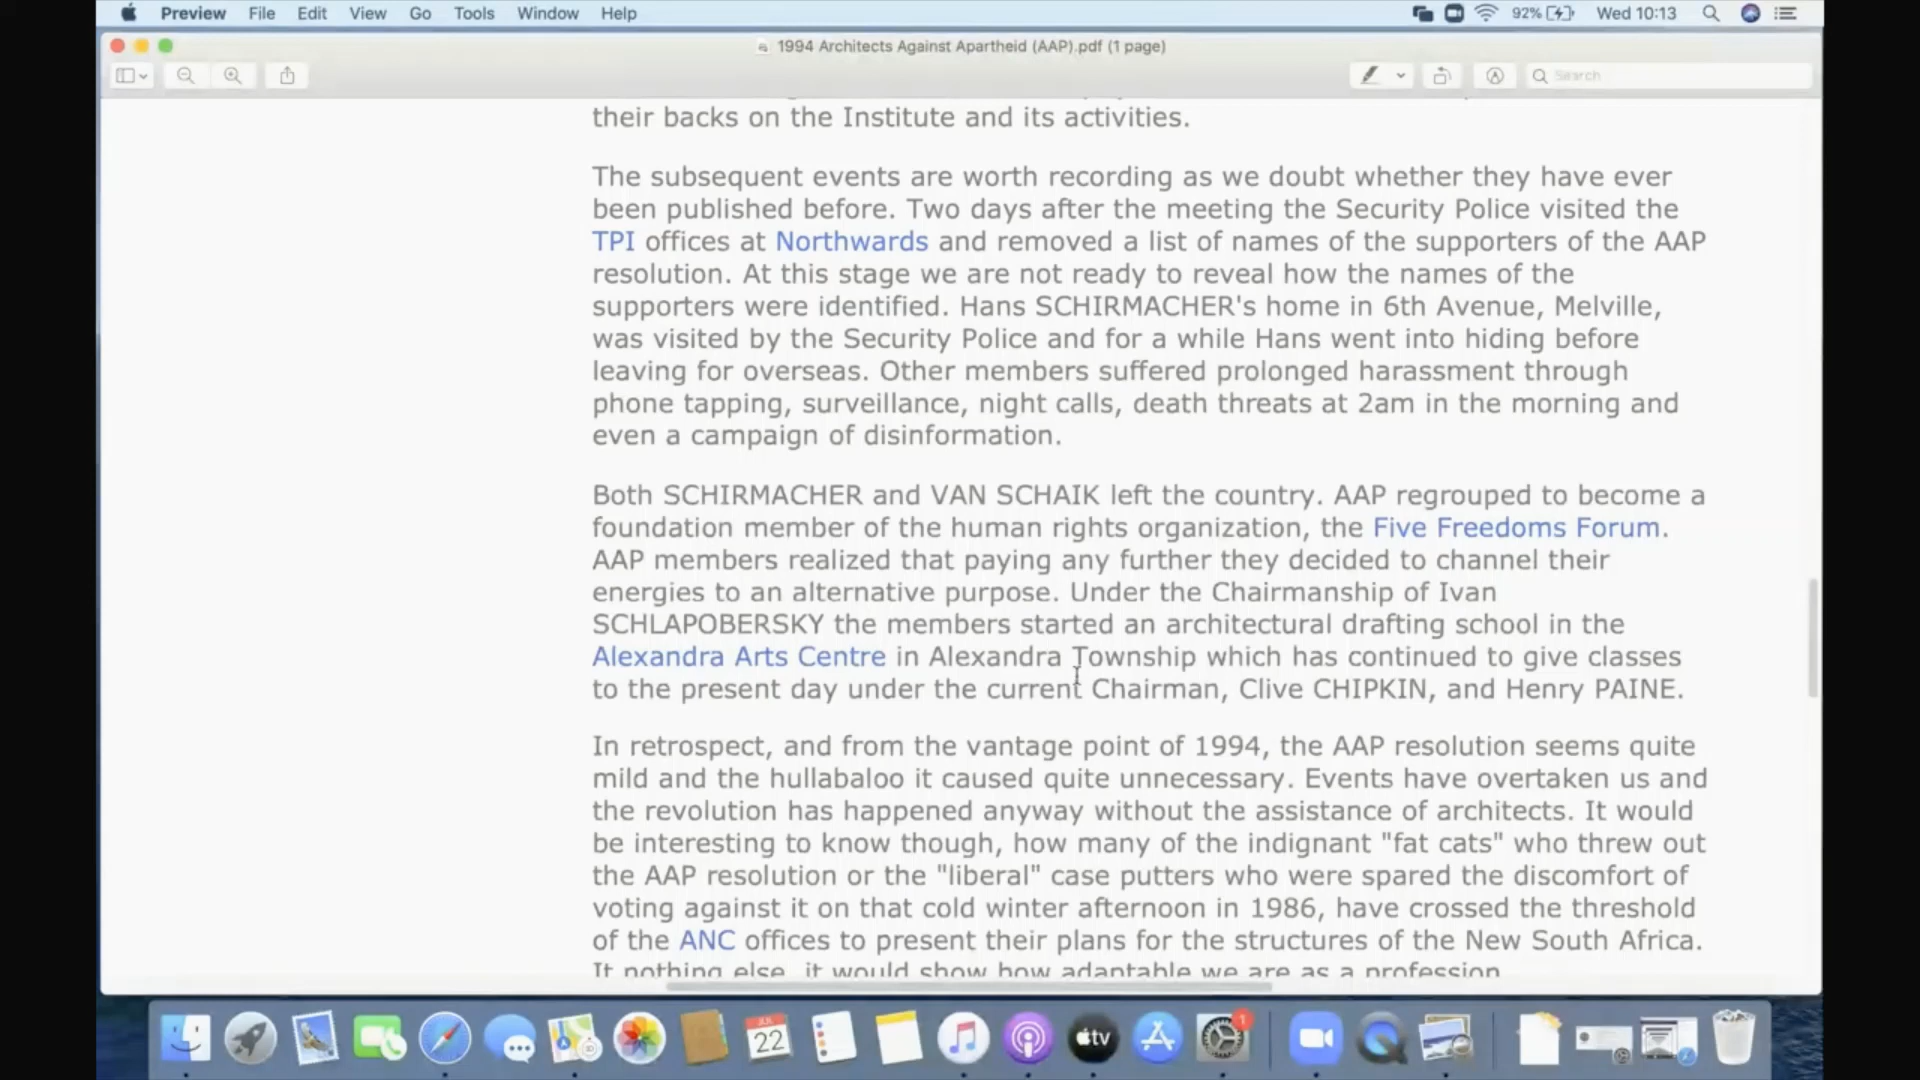 Preview File Edit View Go Tools Window Help 92% Wed 10:13
1994 Architects Against Apartheid (AAP).pdf (1 page)
Search
their backs on the Institute and its activities.
The subsequent events are worth recording as we doubt whether they have ever
been published before. Two days after the meeting the Security Police visited the
TPI offices at Northwards and removed a list of names of the supporters of the AAP
resolution. At this stage we are not ready to reveal how the names of the
supporters were identified. Hans SCHIRMACHER's home in 6th Avenue, Melville,
was visited by the Security Police and for a while Hans went into hiding before
leaving for overseas. Other members suffered prolonged harassment through
phone tapping, surveillance, night calls, death threats at 2am in the morning and
even a campaign of disinformation.
Both SCHIRMACHER and VAN SCHAIK left the country. AAP regrouped to become a
foundation member of the human rights organization, the Five Freedoms Forum.
AAP members realized that paying any further they decided to channel their
energies to an alternative purpose. Under the Chairmanship of Ivan
SCHLAPOBERSKY the members started an architectural drafting school in the
Alexandra Arts Centre in Alexandra Township which has continued to give classes
to the present day under the current Chairman, Clive CHIPKIN, and Henry PAINE.
In retrospect, and from the vantage point of 1994, the AAP resolution seems quite
mild and the hullabaloo it caused quite unnecessary. Events have overtaken us and
the revolution has happened anyway without the assistance of architects. It would
be interesting to know though, how many of the indignant "fat cats" who threw out
the AAP resolution or the "liberal" case putters who were spared the discomfort of
voting against it on that cold winter afternoon in 1986, have crossed the threshold
of the ANC offices to present their plans for the structures of the New South Africa.
It nothing else, it would show how adaptable we are as a profession
JUL
22
tv
1